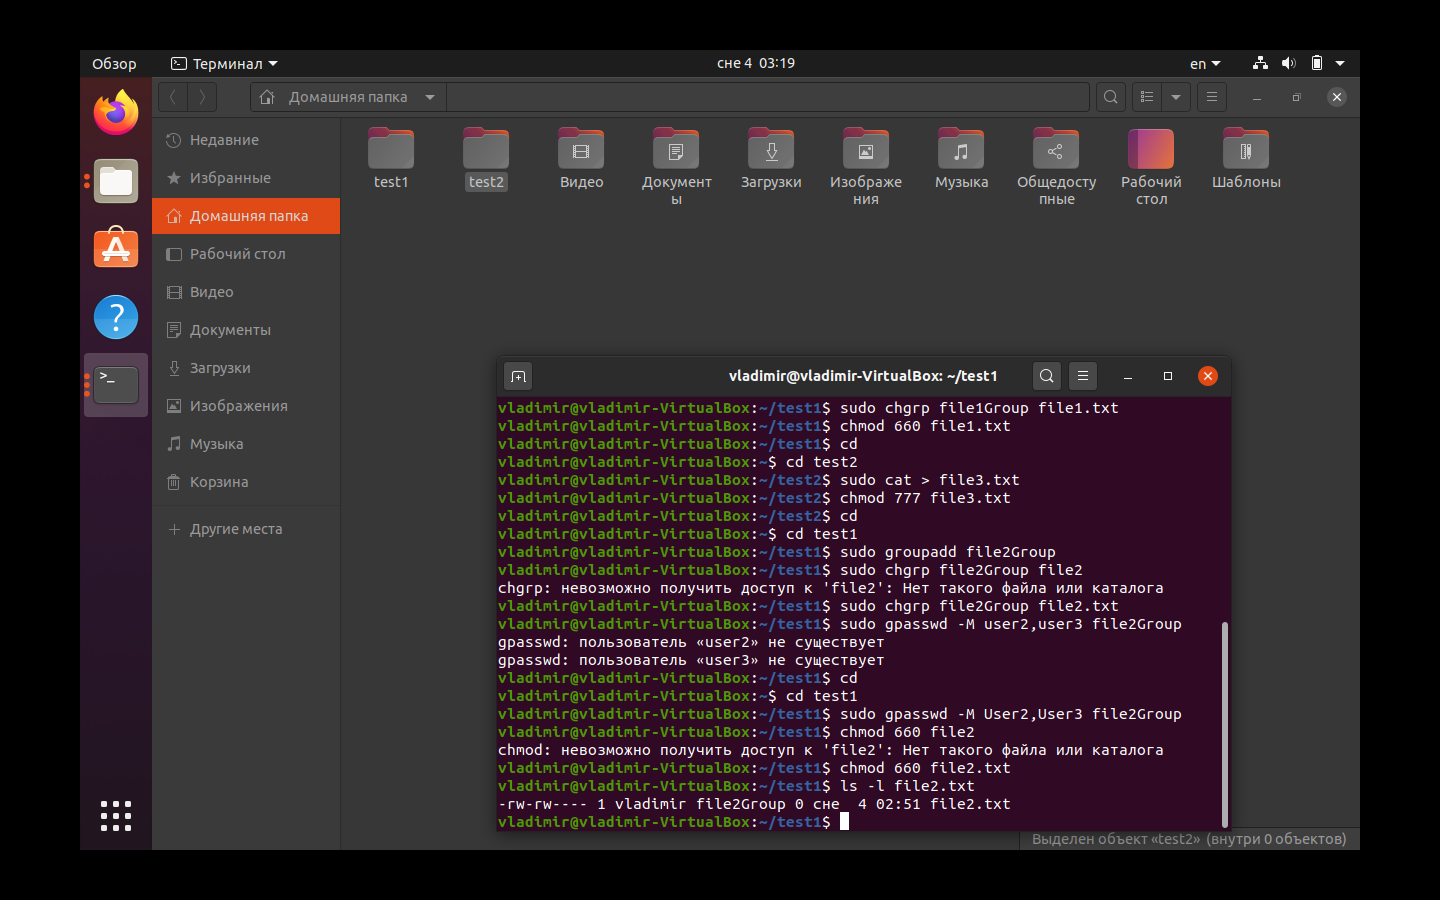 Обзор
Терминал
сне 4 03:19
en
Домашняя папка
Недавние
Избранные
Домашняя папка
Рабочий стол
Видео
Документы
Загрузки
Изображения
Музыка
Корзина
Другие места
test1
test2
Видео
Документ
ы
Загрузки
Изображе
ния
Музыка
Общедосту
пные
Рабочий
стол
Шаблоны
vladimir@vladimir-VirtualBox: ~/test1
vladimir@vladimir-VirtualBox:~/test1$ sudo chgrp file1Group file1.txt
vladimir@vladimir-VirtualBox:~/test1$ chmod 660 file1.txt
vladimir@vladimir-VirtualBox:~/test1$ cd
vladimir@vladimir-VirtualBox:~$ cd test2
vladimir@vladimir-VirtualBox:~/test2$ sudo cat > file3.txt
vladimir@vladimir-VirtualBox:~/test2$ chmod 777 file3.txt
vladimir@vladimir-VirtualBox:~/test2$ cd
vladimir@vladimir-VirtualBox:~$ cd test1
vladimir@vladimir-VirtualBox:~/test1$ sudo groupadd file2Group
vladimir@vladimir-VirtualBox:~/test1$ sudo chgrp file2Group file2
chgrp: невозможно получить доступ к 'file2': Нет такого файла или каталога
vladimir@vladimir-VirtualBox:~/test1$ sudo chgrp file2Group file2.txt
vladimir@vladimir-VirtualBox:~/test1$ sudo gpasswd -M user2,user3 file2Group
gpasswd: пользователь «user2» не существует
gpasswd: пользователь «user3» не существует
vladimir@vladimir-VirtualBox:~/test1$ cd
vladimir@vladimir-VirtualBox:~$ cd test1
vladimir@vladimir-VirtualBox:~/test1$ sudo gpasswd -M User2,User3 file2Group
vladimir@vladimir-VirtualBox:~/test1$ chmod 660 file2
chmod: невозможно получить доступ к 'file2': Нет такого файла или каталога
vladimir@vladimir-VirtualBox:~/test1$ chmod 660 file2.txt
vladimir@vladimir-VirtualBox:~/test1$ ls -l file2.txt
-rw-rw---- 1 vladimir file2Group 0 сне  4 02:51 file2.txt
vladimir@vladimir-VirtualBox:~/test1$
Выделен объект «test2» (внутри 0 объектов)